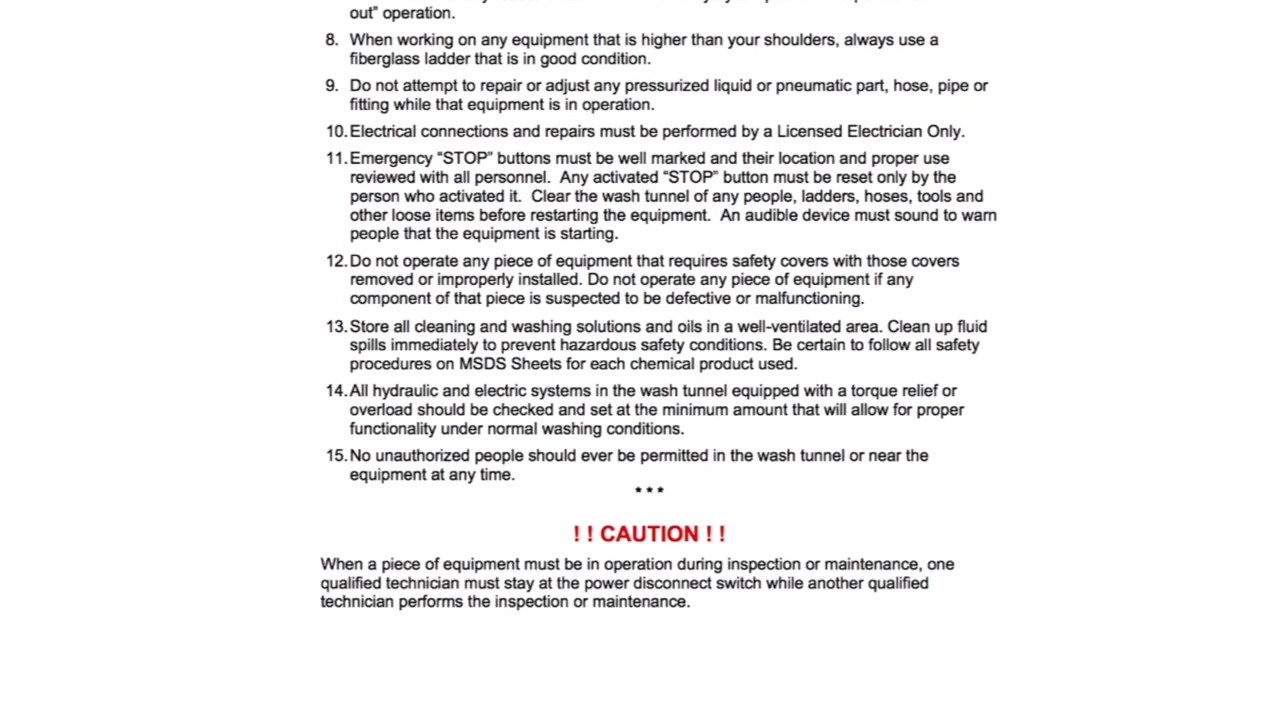 out” operation.
8. When working on any equipment that is higher than your shoulders, always use a
fiberglass ladder that is in good condition.
9. Do not attempt to repair or adjust any pressurized liquid or pneumatic part, hose, pipe or
fitting while that equipment is in operation.
10. Electrical connections and repairs must be performed by a Licensed Electrician Only.
11. Emergency “STOP” buttons must be well marked and their location and proper use
reviewed with all personnel. Any activated “STOP” button must be reset only by the
person who activated it. Clear the wash tunnel of any people, ladders, hoses, tools and
other loose items before restarting the equipment. An audible device must sound to warn
people that the equipment is starting.
12. Do not operate any piece of equipment that requires safety covers with those covers
removed or improperly installed. Do not operate any piece of equipment if any
component of that piece is suspected to be defective or malfunctioning.
13. Store all cleaning and washing solutions and oils in a well-ventilated area. Clean up fluid
spills immediately to prevent hazardous safety conditions. Be certain to follow all safety
procedures on MSDS Sheets for each chemical product used.
14. All hydraulic and electric systems in the wash tunnel equipped with a torque relief or
overload should be checked and set at the minimum amount that will allow for proper
functionality under normal washing conditions.
15. No unauthorized people should ever be permitted in the wash tunnel or near the
equipment at any time.
* * *
! ! CAUTION ! !
When a piece of equipment must be in operation during inspection or maintenance, one
qualified technician must stay at the power disconnect switch while another qualified
technician performs the inspection or maintenance.